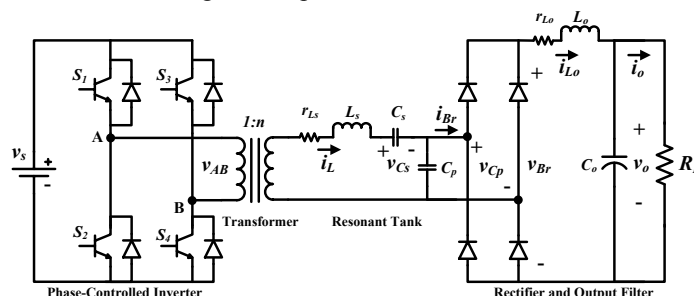 r_Lo L_o
i_Lo i_o
S_1 S_3
1:n r_Ls L_s C_s i_Br
A
+
+ - + +
v_s v_AB i_L v_Cs C_p v_Cp v_Br C_o v_o R
-
B
- - -
S_2 S_4 Transformer Resonant Tank
-
Phase-Controlled Inverter Rectifier and Output Filter